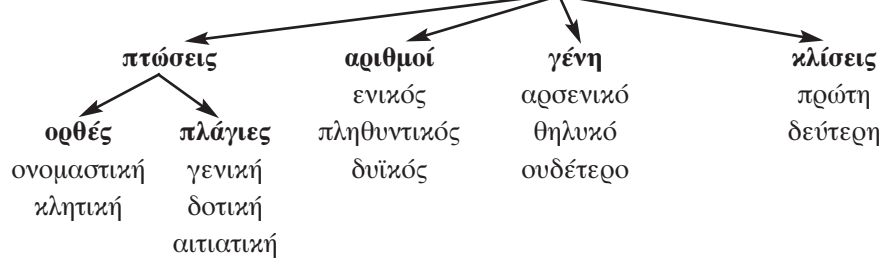 πτώσεις αριθμοί γένη κλίσεις
ενικός αρσενικό πρώτη
ορθές πλάγιες πληθυντικός θηλυκό δεύτερη
ονομαστική γενική δυϊκός ουδέτερο
κλητική δοτική
αιτιατική